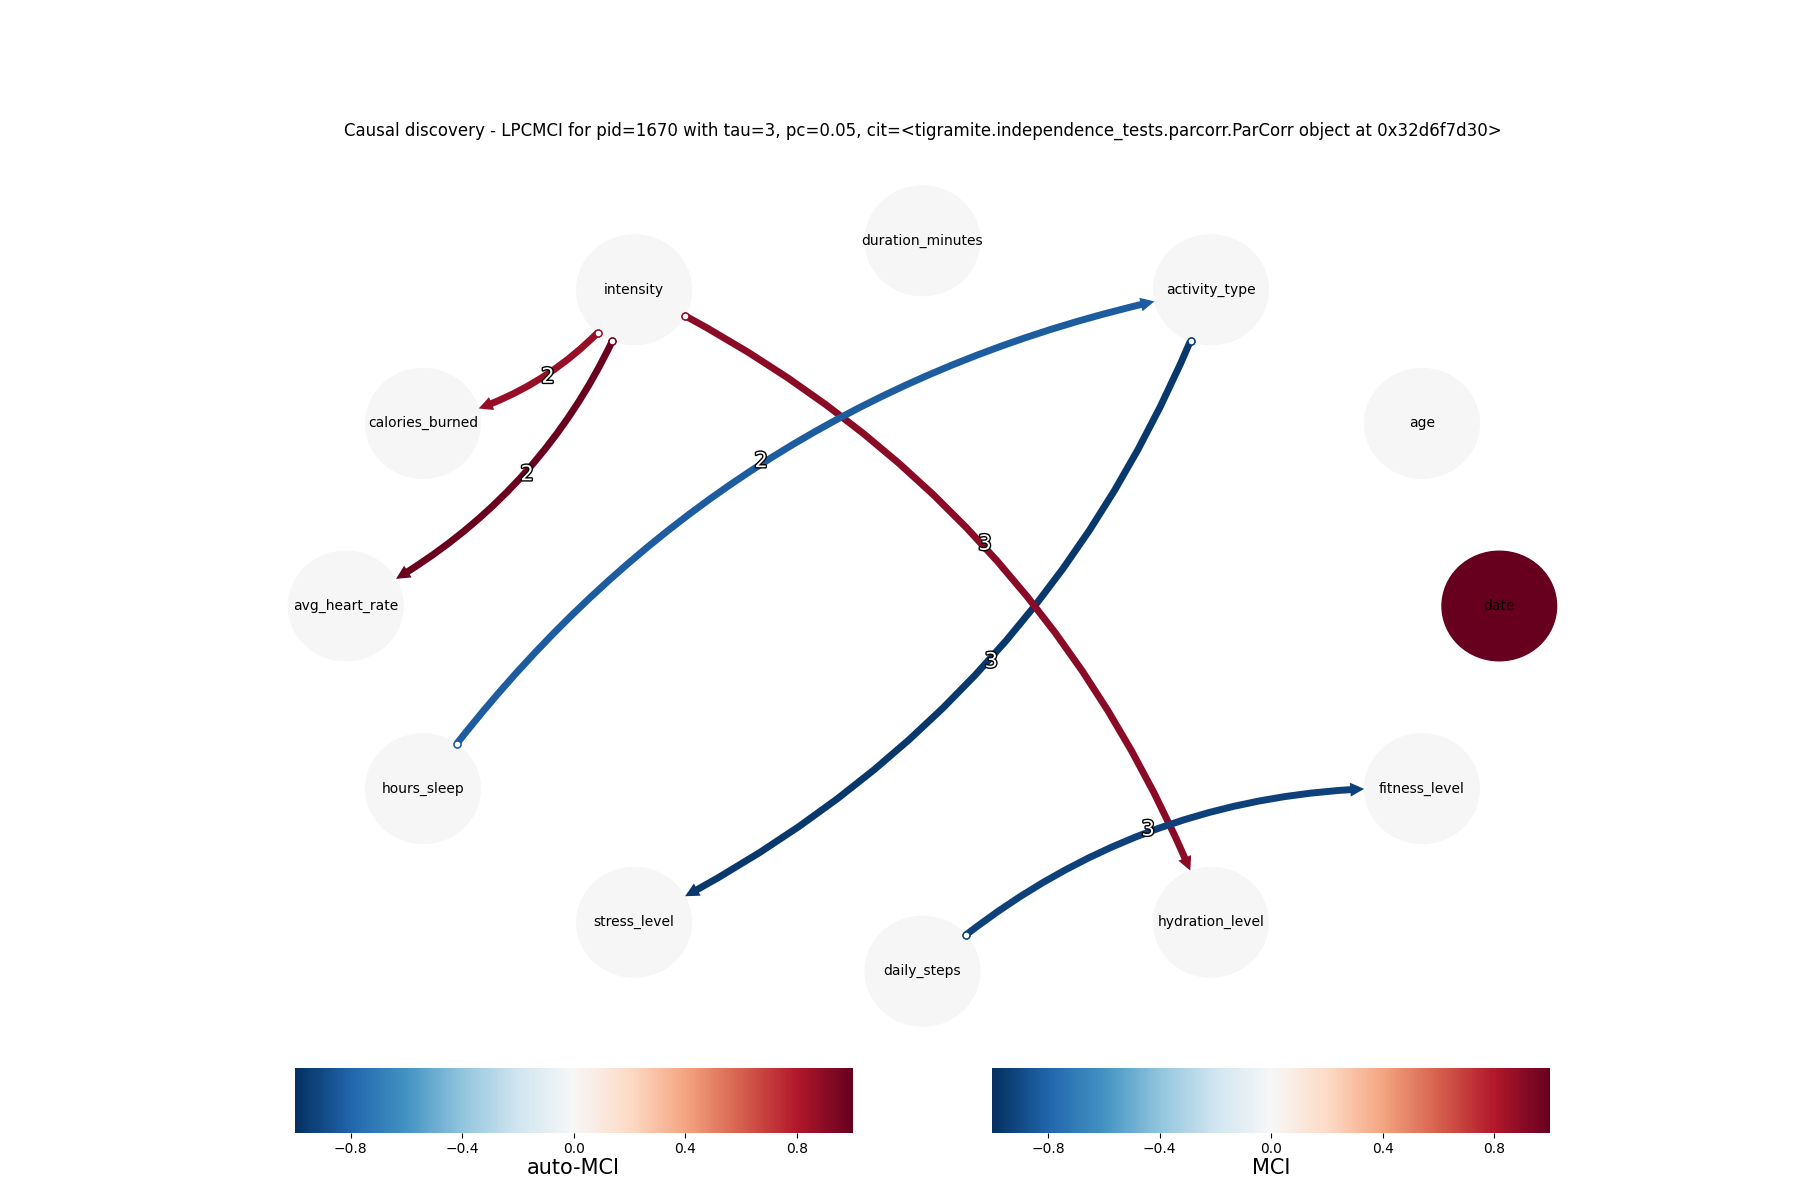 Causal discovery - LPCMCI for pid=1670 with tau=3, pc=0.05, cit=<tigramite.independence_tests.parcorr.ParCorr object at 0x32d6f7d30>
duration_minutes
intensity
activity_type
2
calories_burned
age
2
2
3
avg_heart_rate
date
3
hours_sleep
fitness_level
3
stress_level
hydration_level
daily_steps
−0.8 −0.4 0.0 0.4 0.8
auto-MCI
−0.8 −0.4 0.0 0.4 0.8
MCI